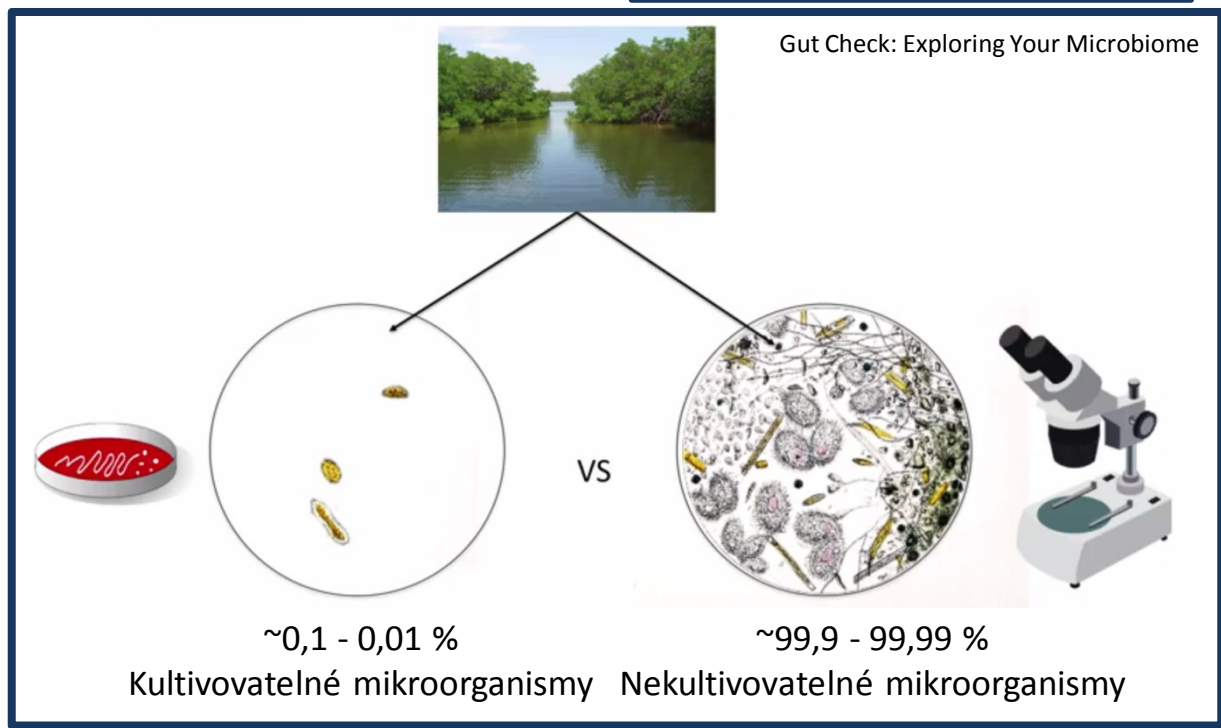 Gut Check: Exploring Your Microbiome
VS
~0,1 - 0,01 %
Kultivovatelné mikroorganismy
~99,9 - 99,99 %
Nekultivovatelné mikroorganismy